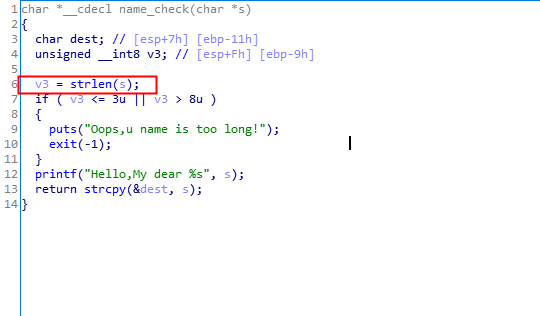 1 char *__cdecl name_check(char *s)
2 {
3 char dest; // [esp+7h] [ebp-11h]
4 unsigned __int8 v3; // [esp+Fh] [ebp-9h]
5
6 v3 = strlen(s);
7 if ( v3 <= 3u || v3 > 8u )
8 {
9 puts("Oops,u name is too long!");
10 exit(-1);
11 }
12 printf("Hello,My dear %s", s);
13 return strcpy(&dest, s);
14 }